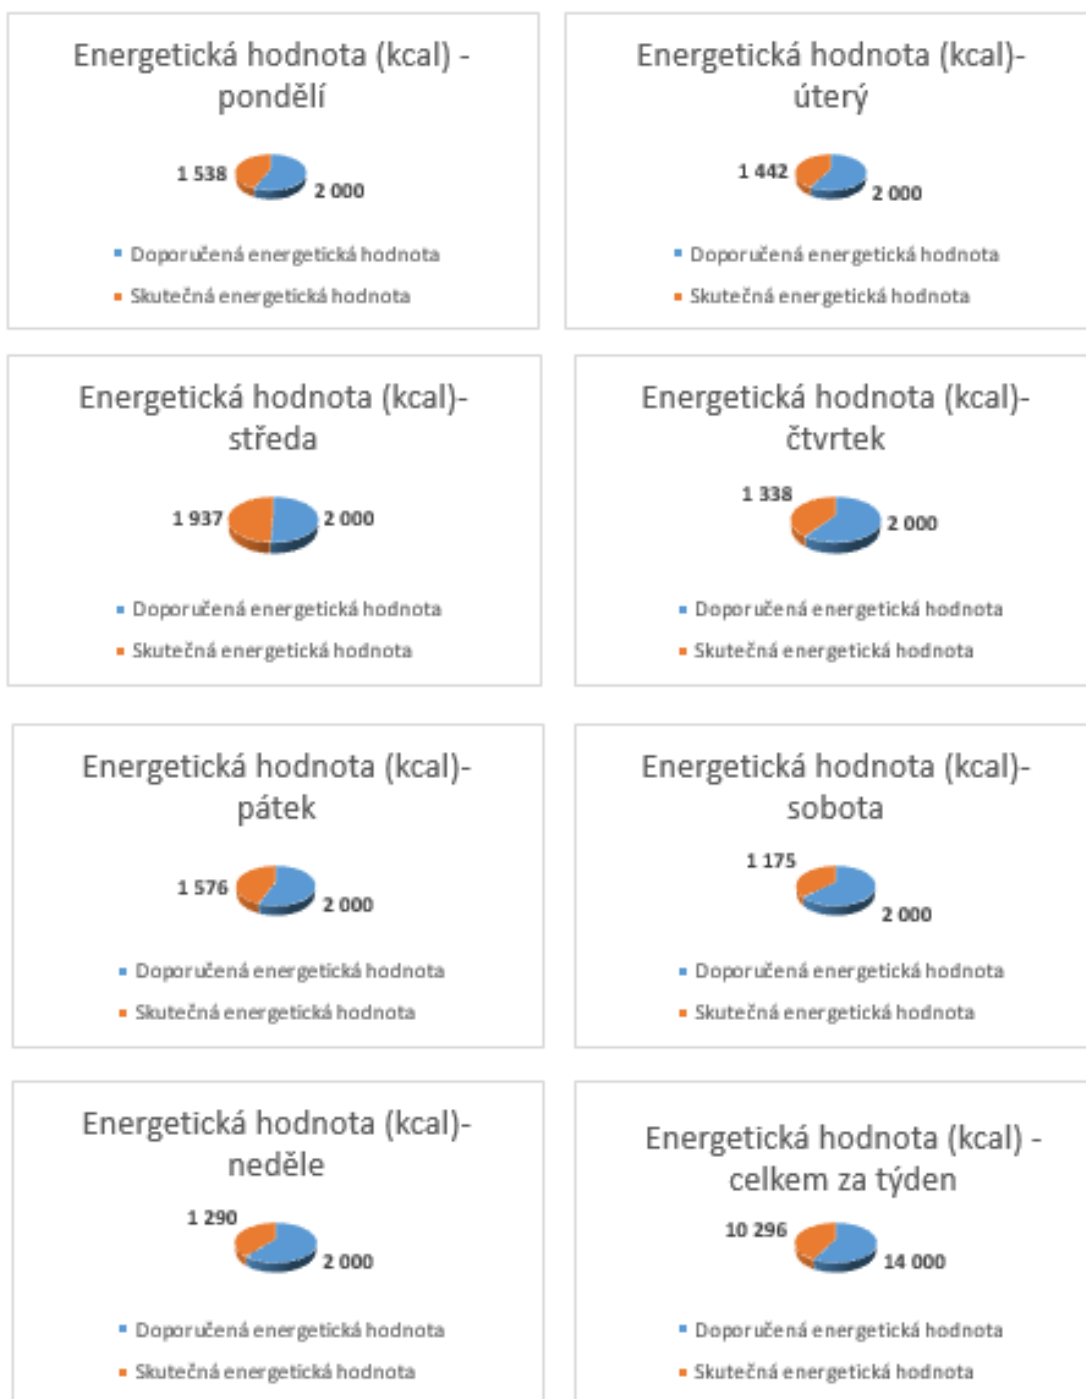 Energetická hodnota (kcal) -
pondělí
1 538
2 000
Doporučená energetická hodnota
Skutečná energetická hodnota
Energetická hodnota (kcal)-
úterý
1 442
2 000
Doporučená energetická hodnota
Skutečná energetická hodnota
Energetická hodnota (kcal)-
středa
1 937
2 000
Doporučená energetická hodnota
Skutečná energetická hodnota
Energetická hodnota (kcal)-
čtvrtek
1 338
2 000
Doporučená energetická hodnota
Skutečná energetická hodnota
Energetická hodnota (kcal)-
pátek
1 576
2 000
Doporučená energetická hodnota
Skutečná energetická hodnota
Energetická hodnota (kcal)-
sobota
1 175
2 000
Doporučená energetická hodnota
Skutečná energetická hodnota
Energetická hodnota (kcal)-
neděle
1 290
2 000
Doporučená energetická hodnota
Skutečná energetická hodnota
Energetická hodnota (kcal) -
celkem za týden
10 296
14 000
Doporučená energetická hodnota
Skutečná energetická hodnota